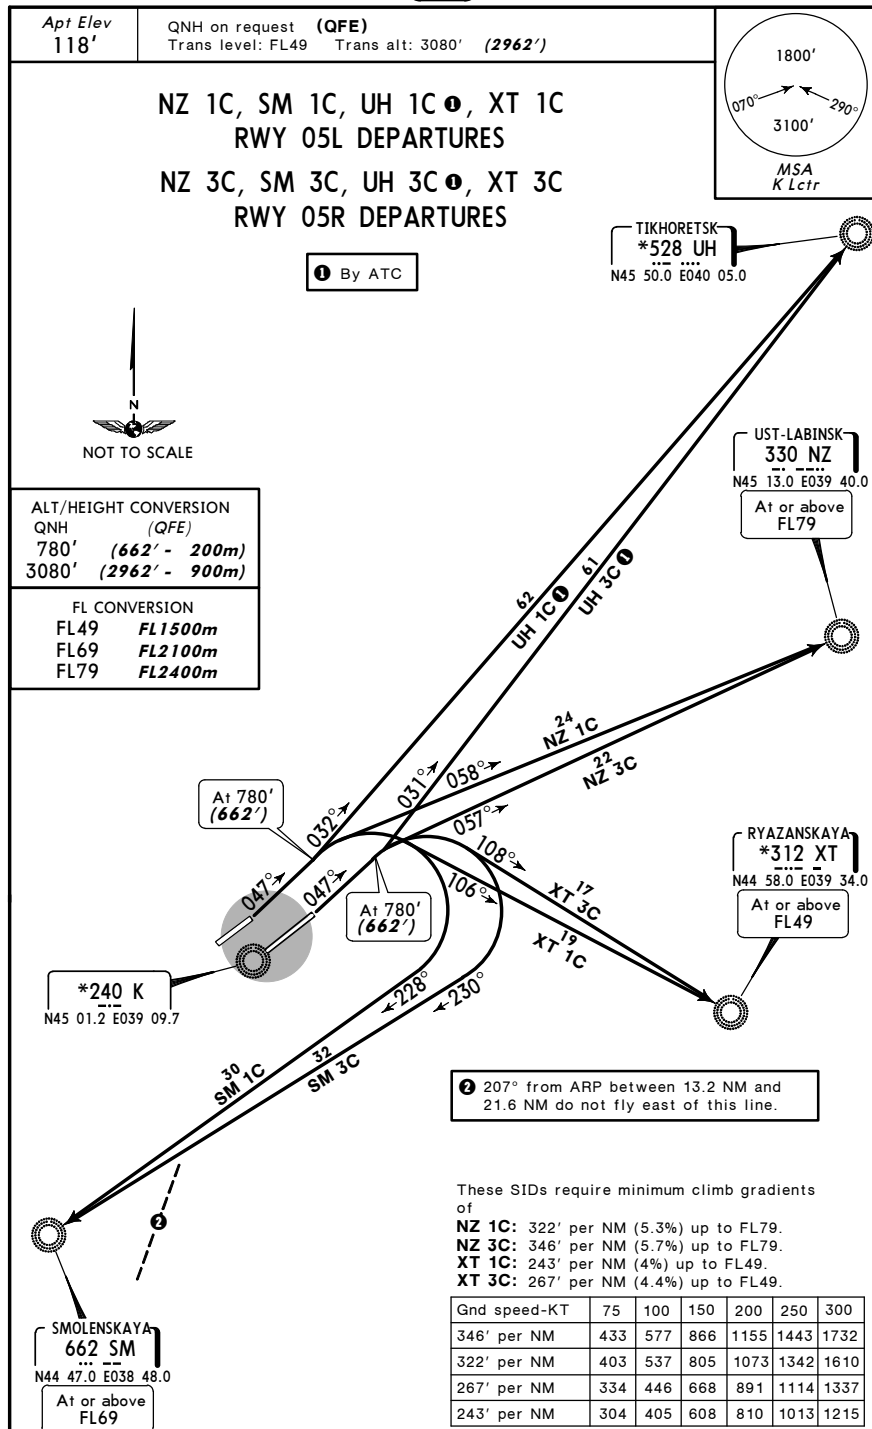 Apt Elev
118'
QNH on request (QFE)
Trans level: FL49 Trans alt: 3080' (2962')
1800'
070°
290°
3100'
MSA
K Lctr
NZ 1C, SM 1C, UH 1C ❶, XT 1C
RWY 05L DEPARTURES
NZ 3C, SM 3C, UH 3C ❶, XT 3C
RWY 05R DEPARTURES
❶ By ATC
TIKHORETSK
*528 UH
N45 50.0 E040 05.0
N
NOT TO SCALE
UST-LABINSK
330 NZ
N45 13.0 E039 40.0
At or above
FL79
ALT/HEIGHT CONVERSION
QNH (QFE)
780' (662' - 200m)
3080' (2962' - 900m)
FL CONVERSION
FL49 FL1500m
FL69 FL2100m
FL79 FL2400m
62
UH 1C ❶
61
UH 3C ❶
24
NZ 1C
22
NZ 3C
At 780'
(662')
032°
031°
058°
057°
047°
047°
At 780'
(662')
108°
106°
17
XT 3C
19
XT 1C
RYAZANSKAYA
*312 XT
N44 58.0 E039 34.0
At or above
FL49
*240 K
N45 01.2 E039 09.7
228°
230°
30
SM 1C
32
SM 3C
❷ 207° from ARP between 13.2 NM and
21.6 NM do not fly east of this line.
❷
SMOLENSKAYA
662 SM
N44 47.0 E038 48.0
At or above
FL69
These SIDs require minimum climb gradients
of
NZ 1C: 322' per NM (5.3%) up to FL79.
NZ 3C: 346' per NM (5.7%) up to FL79.
XT 1C: 243' per NM (4%) up to FL49.
XT 3C: 267' per NM (4.4%) up to FL49.
Gnd speed-KT 75 100 150 200 250 300
346' per NM 433 577 866 1155 1443 1732
322' per NM 403 537 805 1073 1342 1610
267' per NM 334 446 668 891 1114 1337
243' per NM 304 405 608 810 1013 1215